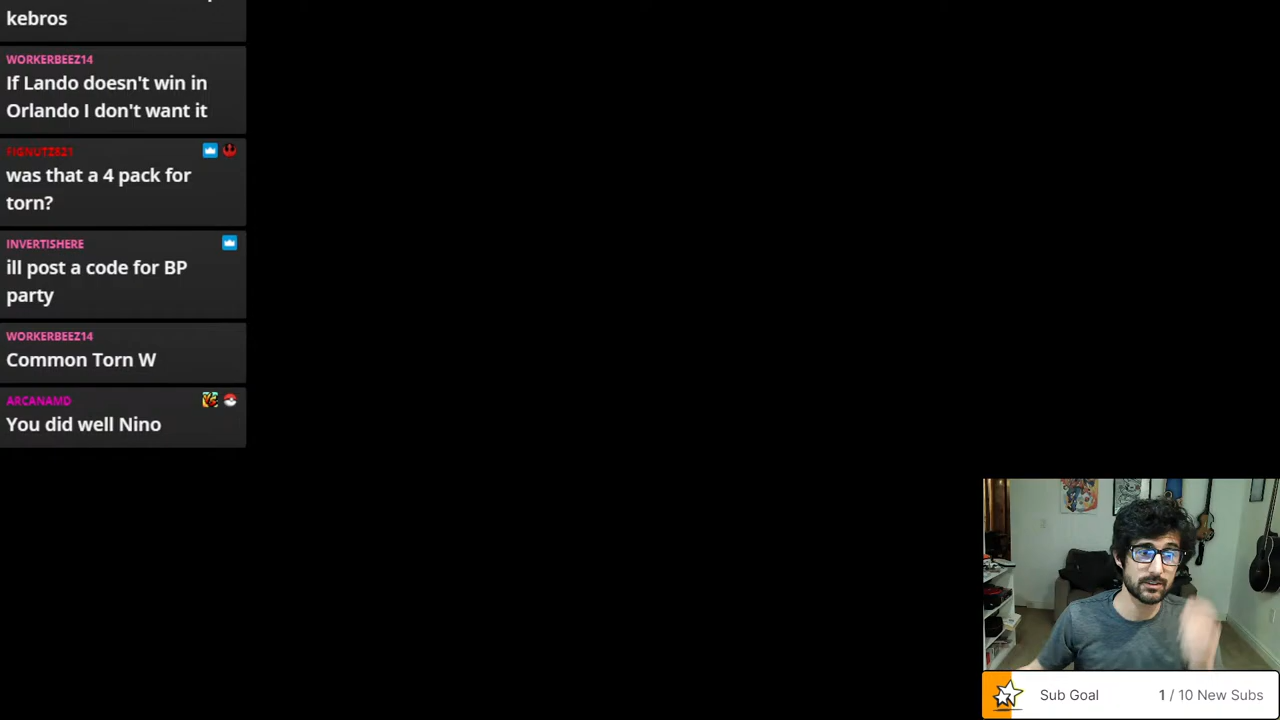 kebros
WORKERBEEZ14
If Lando doesn't win in
Orlando I don't want it
FIGNUTZ621
was that a 4 pack for
torn?
INVERTISHERE
ill post a code for BP
party
WORKERBEEZ14
Common Torn W
ARCANAMD
You did well Nino
Sub Goal 1 / 10 New Subs